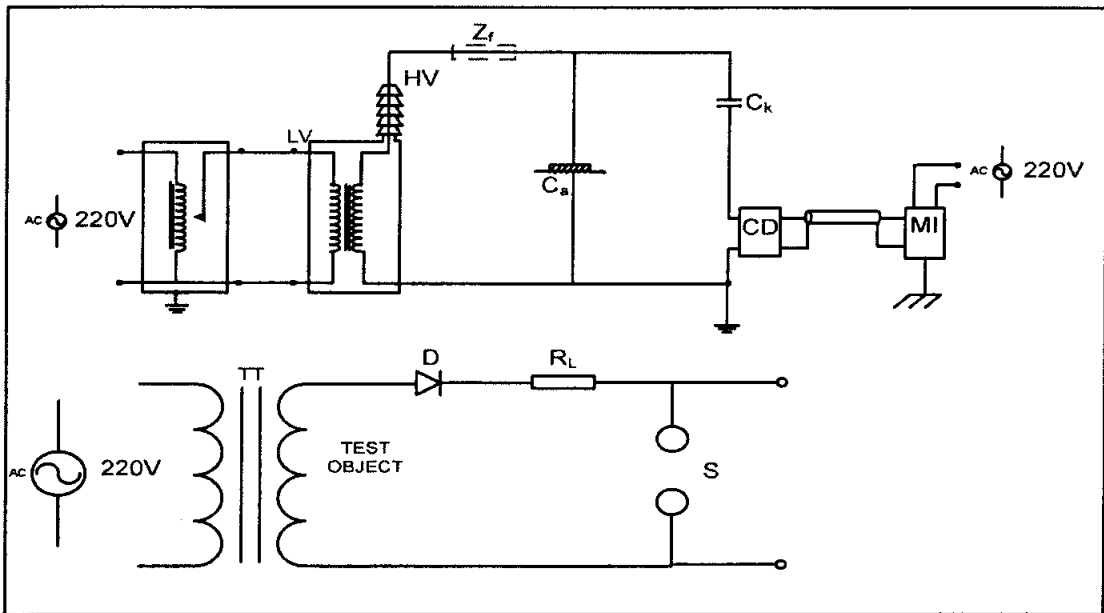 Zf
HV
Ck
LV
Ca
AC 220V
AC 220V
CD
MI
D
RL
TT
AC 220V
TEST
OBJECT
S